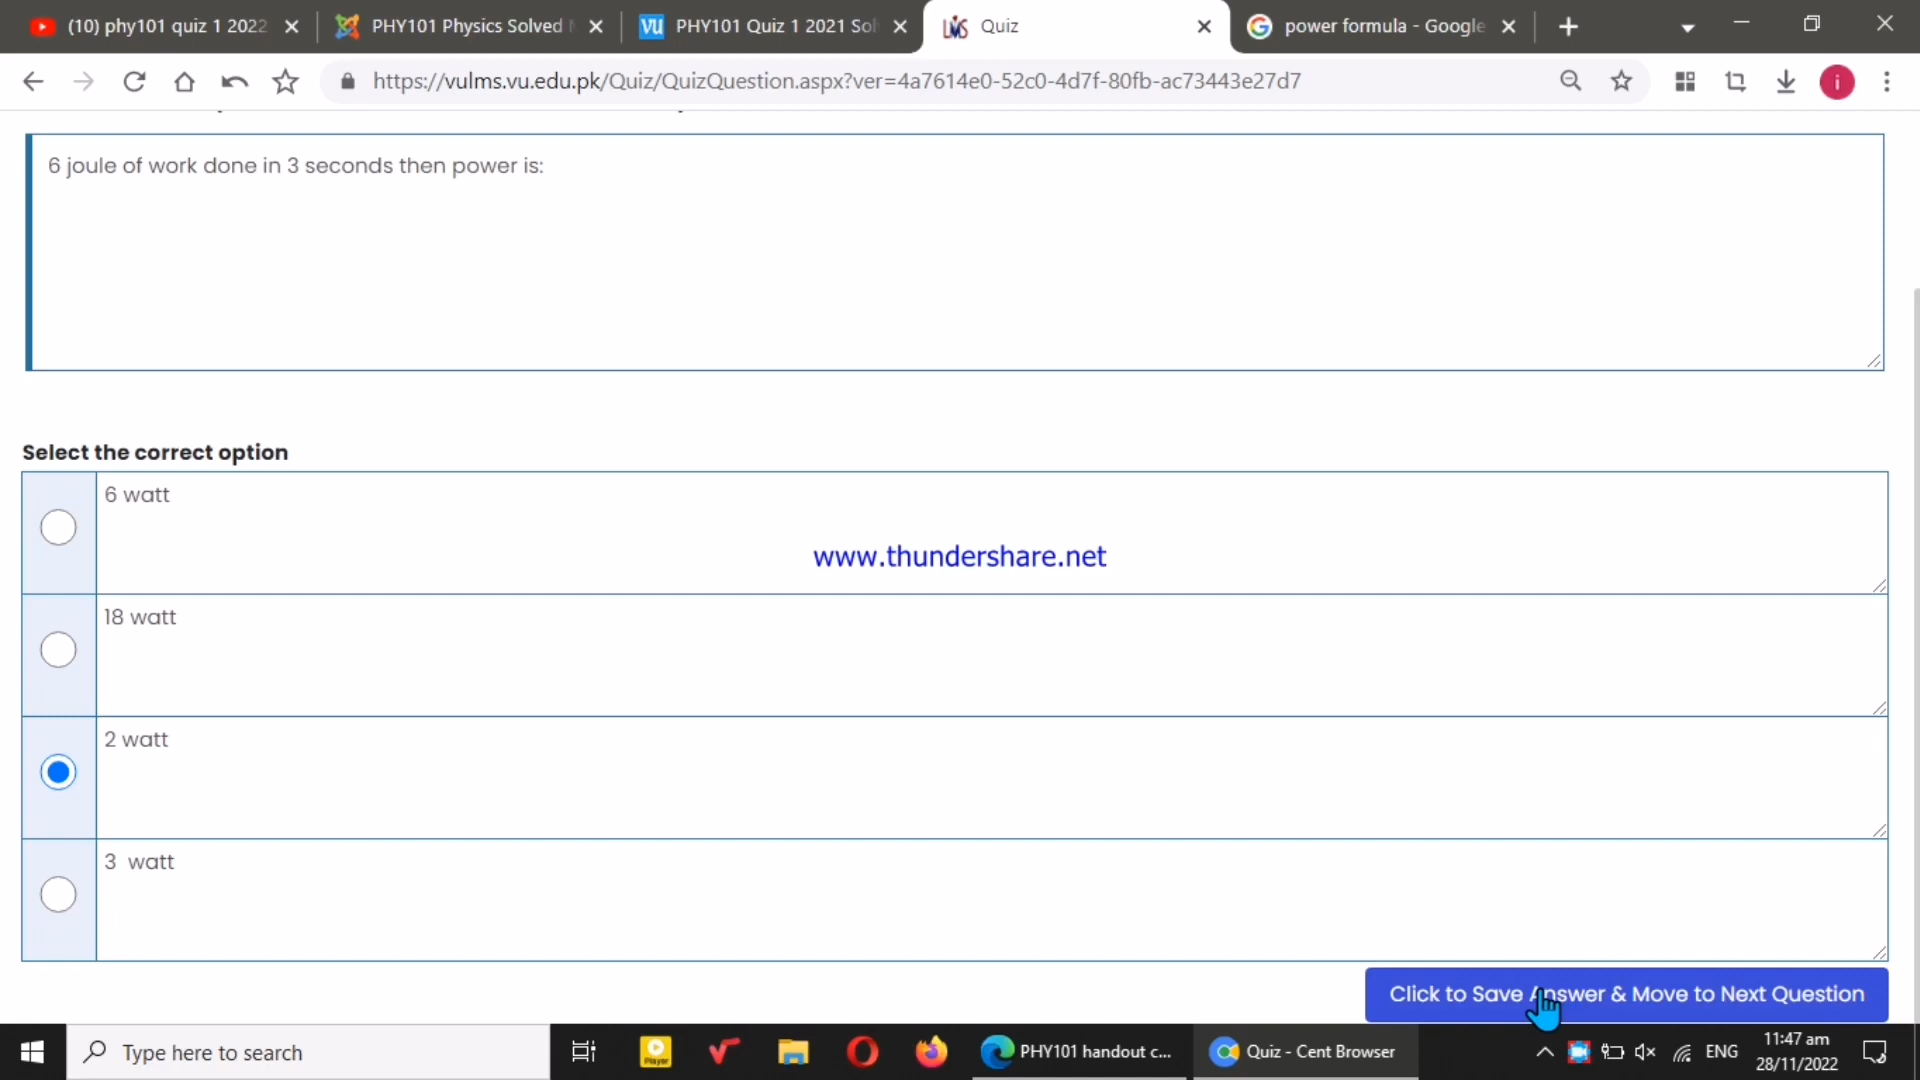 (10) phy101 quiz 1 2022
PHY101 Physics Solved
VU PHY101 Quiz 1 2021 Sol
LMS Quiz
power formula - Google
https://vulms.vu.edu.pk/Quiz/QuizQuestion.aspx?ver=4a7614e0-52c0-4d7f-80fb-ac73443e27d7
i
6 joule of work done in 3 seconds then power is:
Select the correct option
6 watt
www.thundershare.net
18 watt
2 watt
3 watt
Click to Save Answer & Move to Next Question
Type here to search
Player
PHY101 handout c...
Quiz - Cent Browser
ENG
11:47 am
28/11/2022